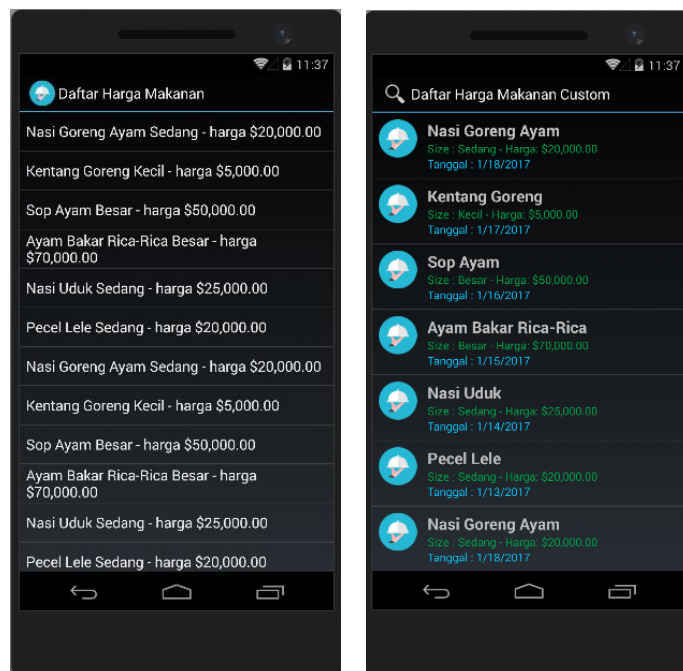 11:37
Daftar Harga Makanan
Nasi Goreng Ayam Sedang - harga $20,000.00
Kentang Goreng Kecil - harga $5,000.00
Sop Ayam Besar - harga $50,000.00
Ayam Bakar Rica-Rica Besar - harga
$70,000.00
Nasi Uduk Sedang - harga $25,000.00
Pecel Lele Sedang - harga $20,000.00
Nasi Goreng Ayam Sedang - harga $20,000.00
Kentang Goreng Kecil - harga $5,000.00
Sop Ayam Besar - harga $50,000.00
Ayam Bakar Rica-Rica Besar - harga
$70,000.00
Nasi Uduk Sedang - harga $25,000.00
Pecel Lele Sedang - harga $20,000.00
11:37
Daftar Harga Makanan Custom
Nasi Goreng Ayam
Size : Sedang - Harga: $20,000.00
Tanggal : 1/18/2017
Kentang Goreng
Size : Kecil - Harga: $5,000.00
Tanggal : 1/17/2017
Sop Ayam
Size : Besar - Harga: $50,000.00
Tanggal : 1/16/2017
Ayam Bakar Rica-Rica
Size : Besar - Harga: $70,000.00
Tanggal : 1/15/2017
Nasi Uduk
Size : Sedang - Harga: $25,000.00
Tanggal : 1/14/2017
Pecel Lele
Size : Sedang - Harga: $20,000.00
Tanggal : 1/13/2017
Nasi Goreng Ayam
Size : Sedang - Harga: $20,000.00
Tanggal : 1/18/2017